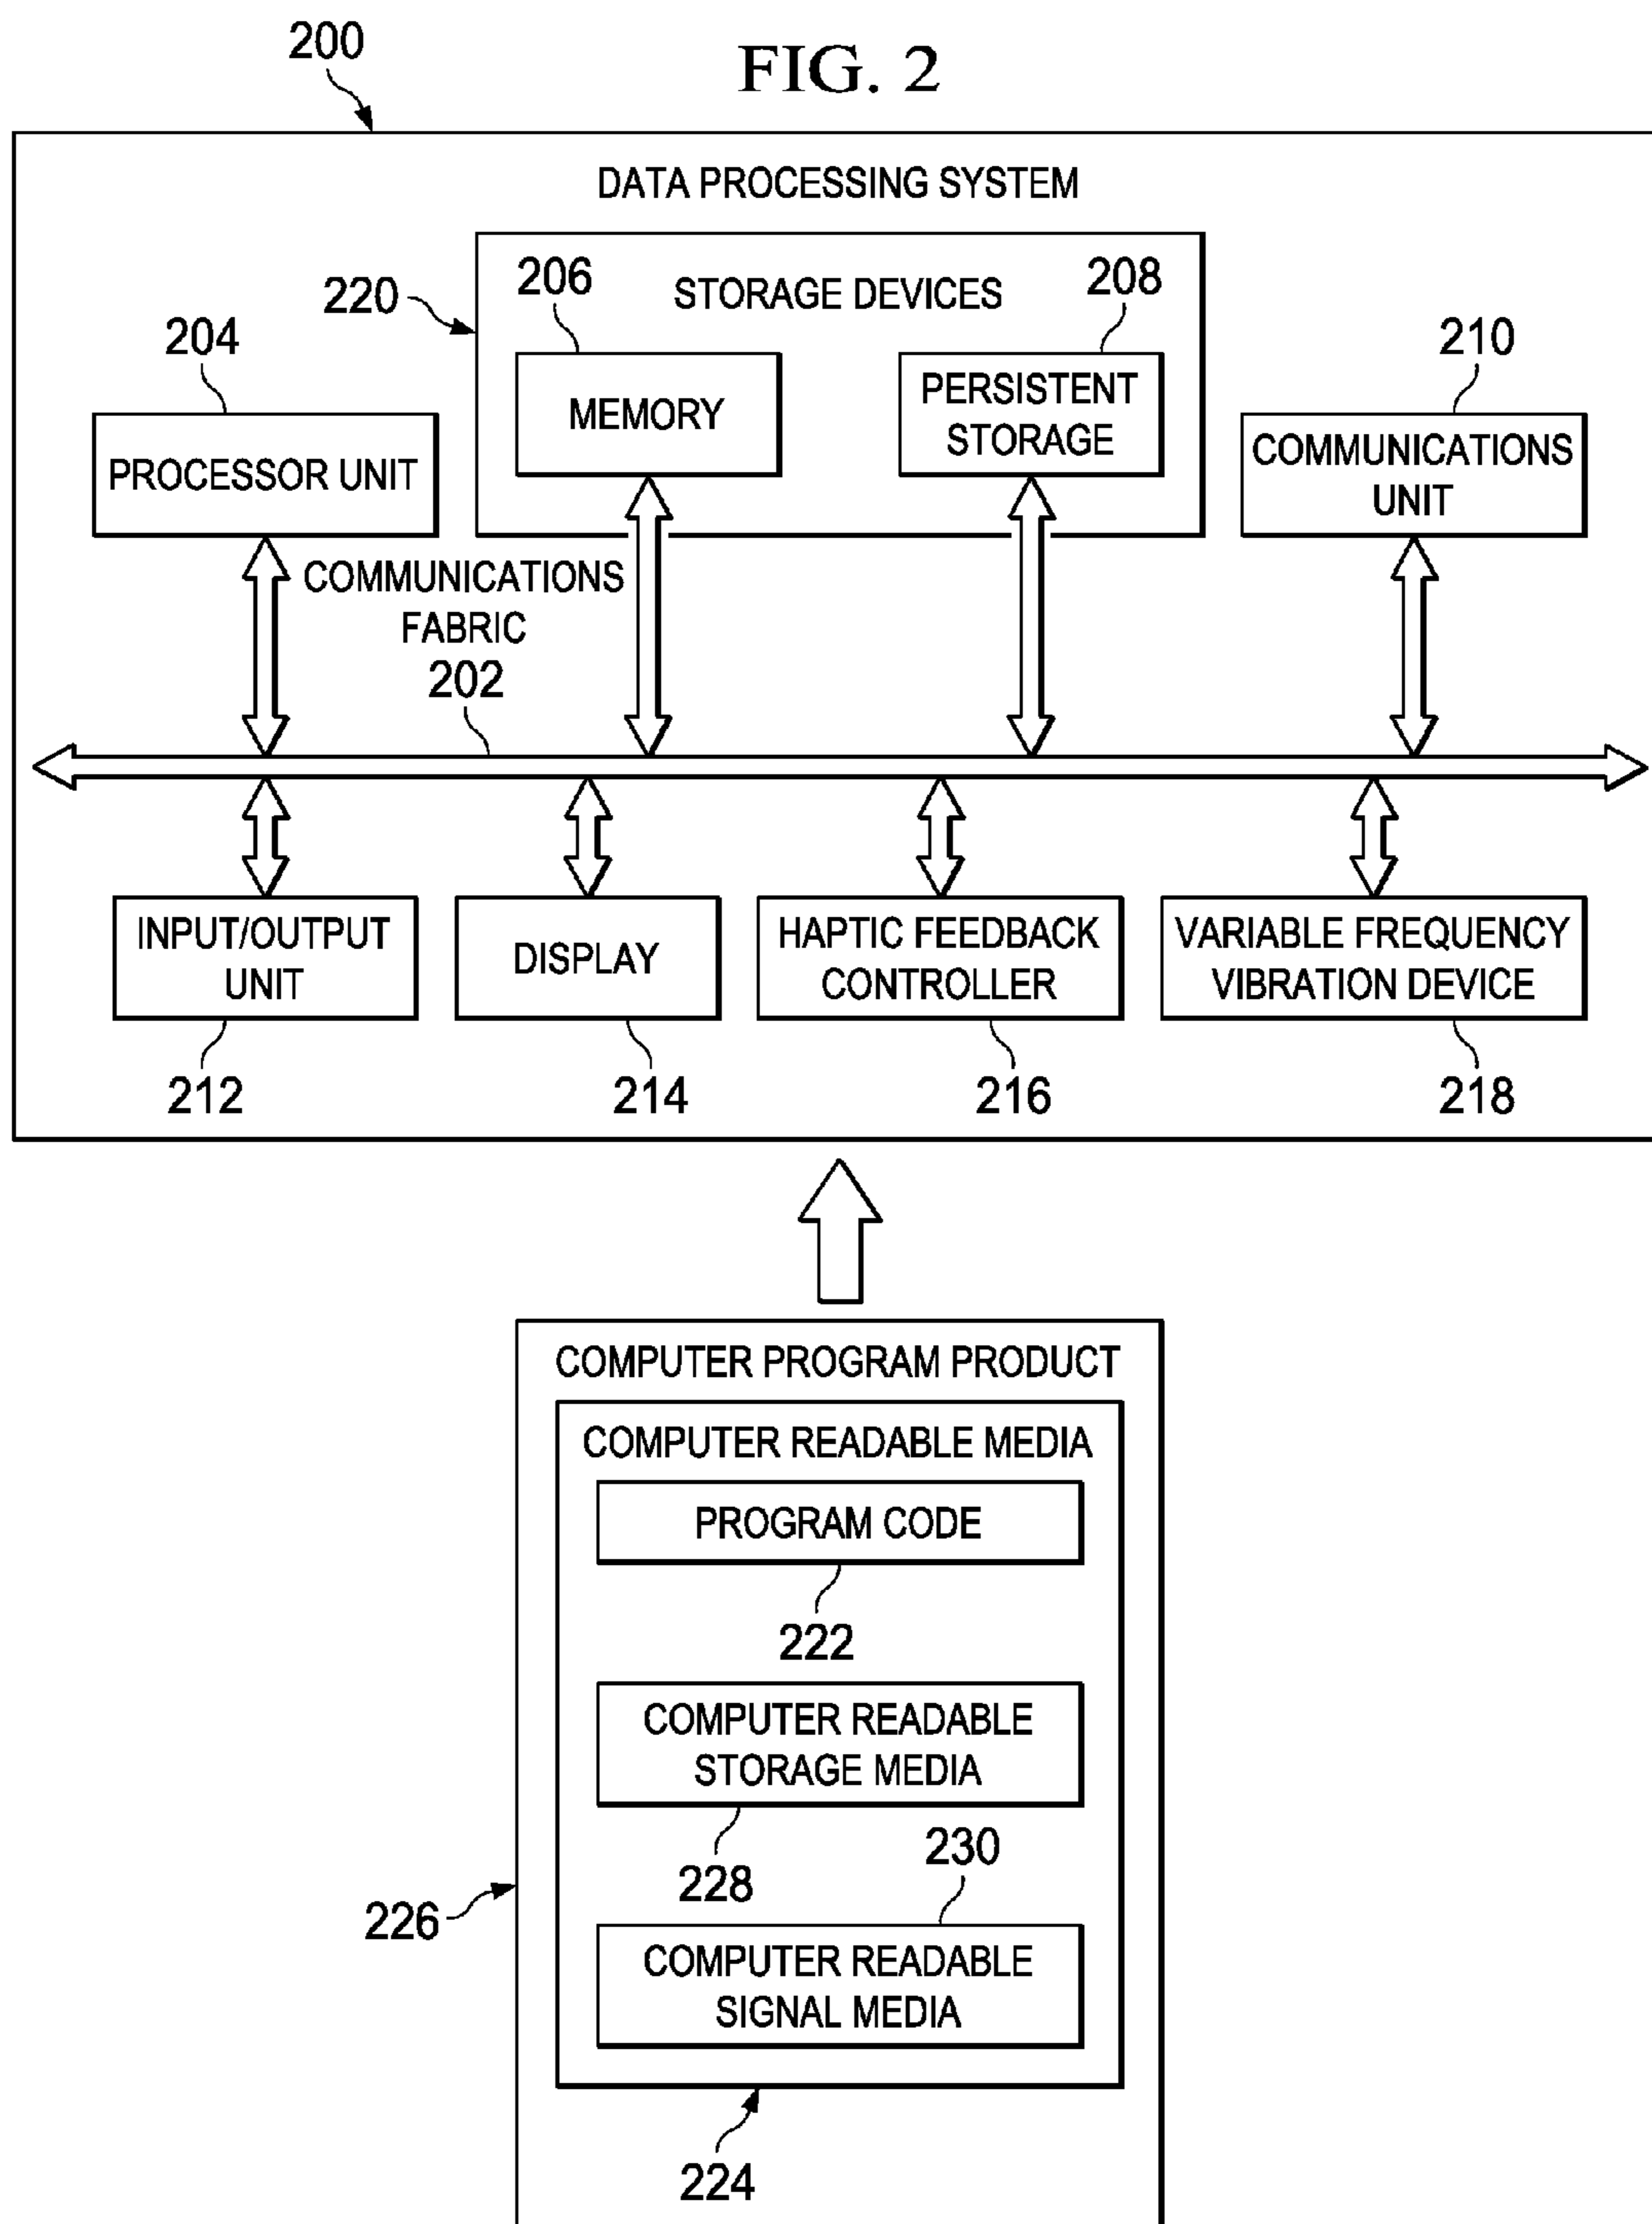 FIG. 2
200
DATA PROCESSING SYSTEM
220
STORAGE DEVICES
206
MEMORY
208
PERSISTENT
STORAGE
204
PROCESSOR UNIT
210
COMMUNICATIONS
UNIT
COMMUNICATIONS
FABRIC
202
INPUT/OUTPUT
UNIT
212
DISPLAY
214
HAPTIC FEEDBACK
CONTROLLER
216
VARIABLE FREQUENCY
VIBRATION DEVICE
218
COMPUTER PROGRAM PRODUCT
COMPUTER READABLE MEDIA
PROGRAM CODE
222
COMPUTER READABLE
STORAGE MEDIA
228
230
COMPUTER READABLE
SIGNAL MEDIA
226
224